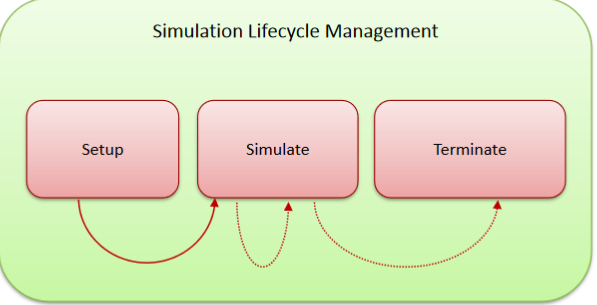 Simulation Lifecycle Management
Setup
Simulate
Terminate